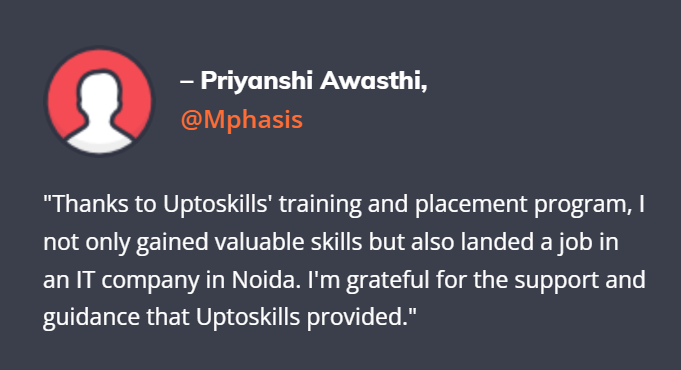 – Priyanshi Awasthi,
@Mphasis
"Thanks to Uptoskills' training and placement program, I
not only gained valuable skills but also landed a job in
an IT company in Noida. I'm grateful for the support and
guidance that Uptoskills provided."